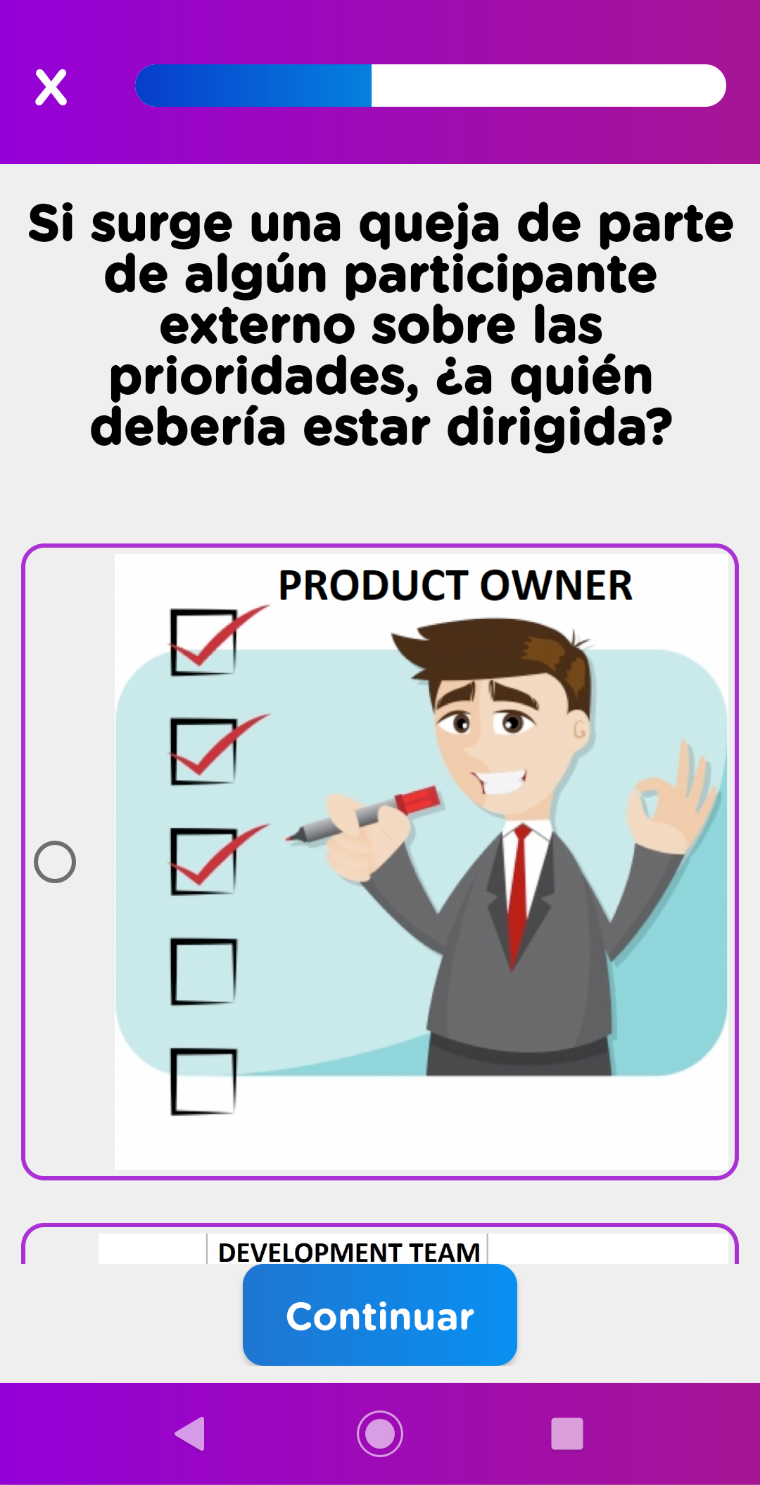 Si surge una queja de parte
de algún participante
externo sobre las
prioridades, ¿a quién
debería estar dirigida?
PRODUCT OWNER
DEVELOPMENT TEAM
Continuar